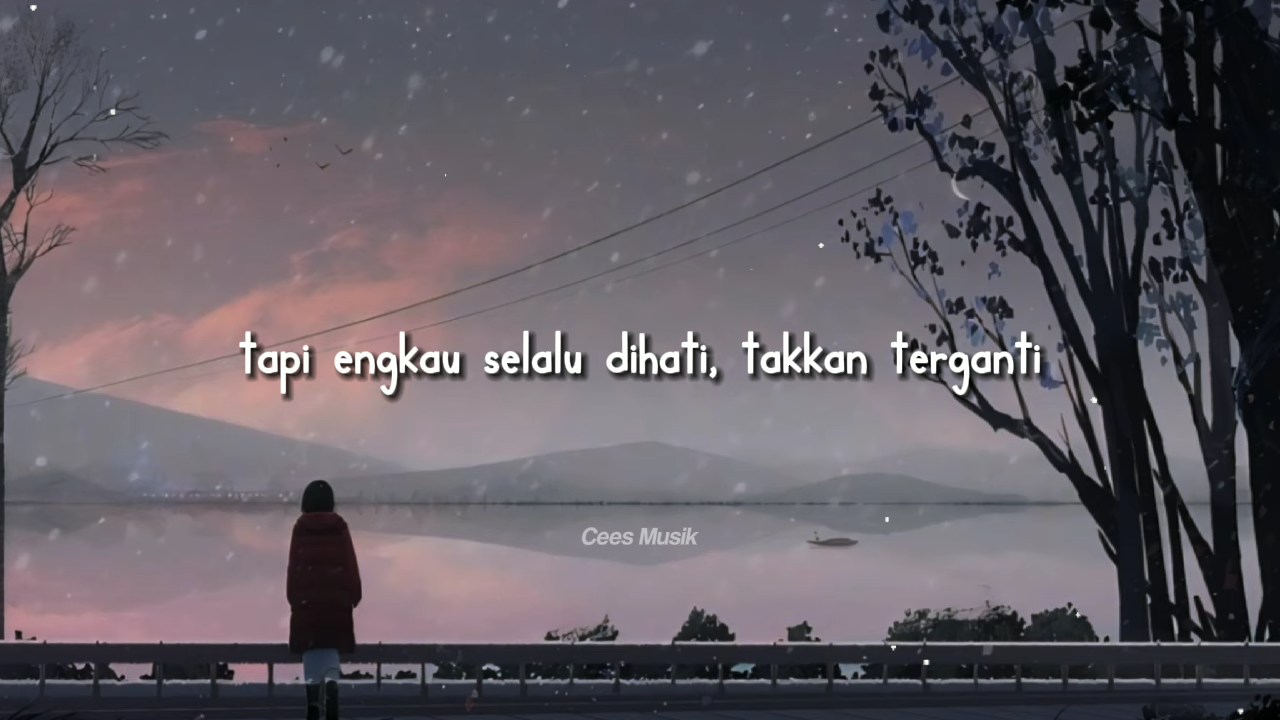 tapi engkau selalu dihati, takkan terganti
Cees Musik